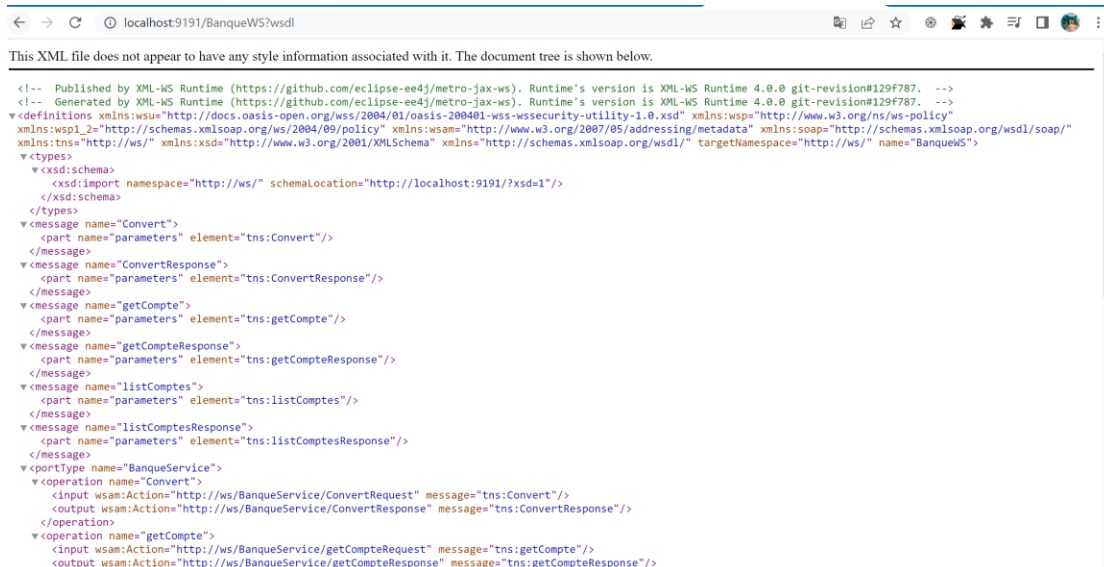 localhost:9191/BanqueWS?wsdl
This XML file does not appear to have any style information associated with it. The document tree is shown below.
<!-- Published by XML-WS Runtime (https://github.com/eclipse-ee4j/metro-jax-ws). Runtime's version is XML-WS Runtime 4.0.0 git-revision#129f787. -->
<!-- Generated by XML-WS Runtime (https://github.com/eclipse-ee4j/metro-jax-ws). Runtime's version is XML-WS Runtime 4.0.0 git-revision#129f787. -->
▼<definitions xmlns:wsu="http://docs.oasis-open.org/wss/2004/01/oasis-200401-wss-wssecurity-utility-1.0.xsd" xmlns:wsp="http://www.w3.org/ns/ws-policy"
xmlns:wsp1_2="http://schemas.xmlsoap.org/ws/2004/09/policy" xmlns:wsam="http://www.w3.org/2007/05/addressing/metadata" xmlns:soap="http://schemas.xmlsoap.org/wsdl/soap/"
xmlns:tns="http://ws/" xmlns:xsd="http://www.w3.org/2001/XMLSchema" xmlns="http://schemas.xmlsoap.org/wsdl/" targetNamespace="http://ws/" name="BanqueWS">
▼<types>
▼<xsd:schema>
<xsd:import namespace="http://ws/" schemaLocation="http://localhost:9191/?xsd=1"/>
</xsd:schema>
</types>
▼<message name="Convert">
<part name="parameters" element="tns:Convert"/>
</message>
▼<message name="ConvertResponse">
<part name="parameters" element="tns:ConvertResponse"/>
</message>
▼<message name="getCompte">
<part name="parameters" element="tns:getCompte"/>
</message>
▼<message name="getCompteResponse">
<part name="parameters" element="tns:getCompteResponse"/>
</message>
▼<message name="listComptes">
<part name="parameters" element="tns:listComptes"/>
</message>
▼<message name="listComptesResponse">
<part name="parameters" element="tns:listComptesResponse"/>
</message>
▼<portType name="BanqueService">
▼<operation name="Convert">
<input wsam:Action="http://ws/BanqueService/ConvertRequest" message="tns:Convert"/>
<output wsam:Action="http://ws/BanqueService/ConvertResponse" message="tns:ConvertResponse"/>
</operation>
▼<operation name="getCompte">
<input wsam:Action="http://ws/BanqueService/getCompteRequest" message="tns:getCompte"/>
<output wsam:Action="http://ws/BanqueService/getCompteResponse" message="tns:getCompteResponse"/>